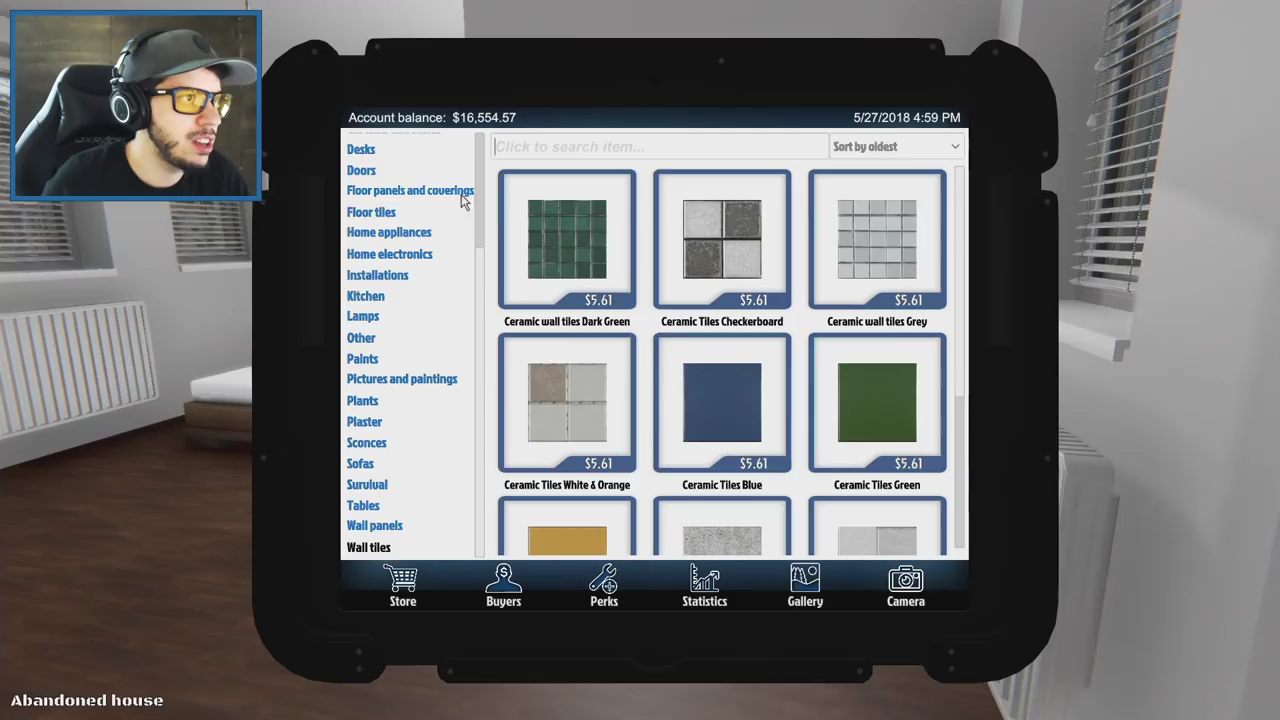 Account balance: $16,554.57
5/27/2018 4:59 PM
Desks
Doors
Floor panels and coverings
Floor tiles
Home appliances
Home electronics
Installations
Kitchen
Lamps
Other
Paints
Pictures and paintings
Plants
Plaster
Sconces
Sofas
Survival
Tables
Wall panels
Wall tiles
Click to search item...
Sort by oldest
$5.61
$5.61
$5.61
Ceramic wall tiles Dark Green
Ceramic Tiles Checkerboard
Ceramic wall tiles Grey
$5.61
$5.61
$5.61
Ceramic Tiles White & Orange
Ceramic Tiles Blue
Ceramic Tiles Green
Store
Buyers
Perks
Statistics
Gallery
Camera
Abandoned house